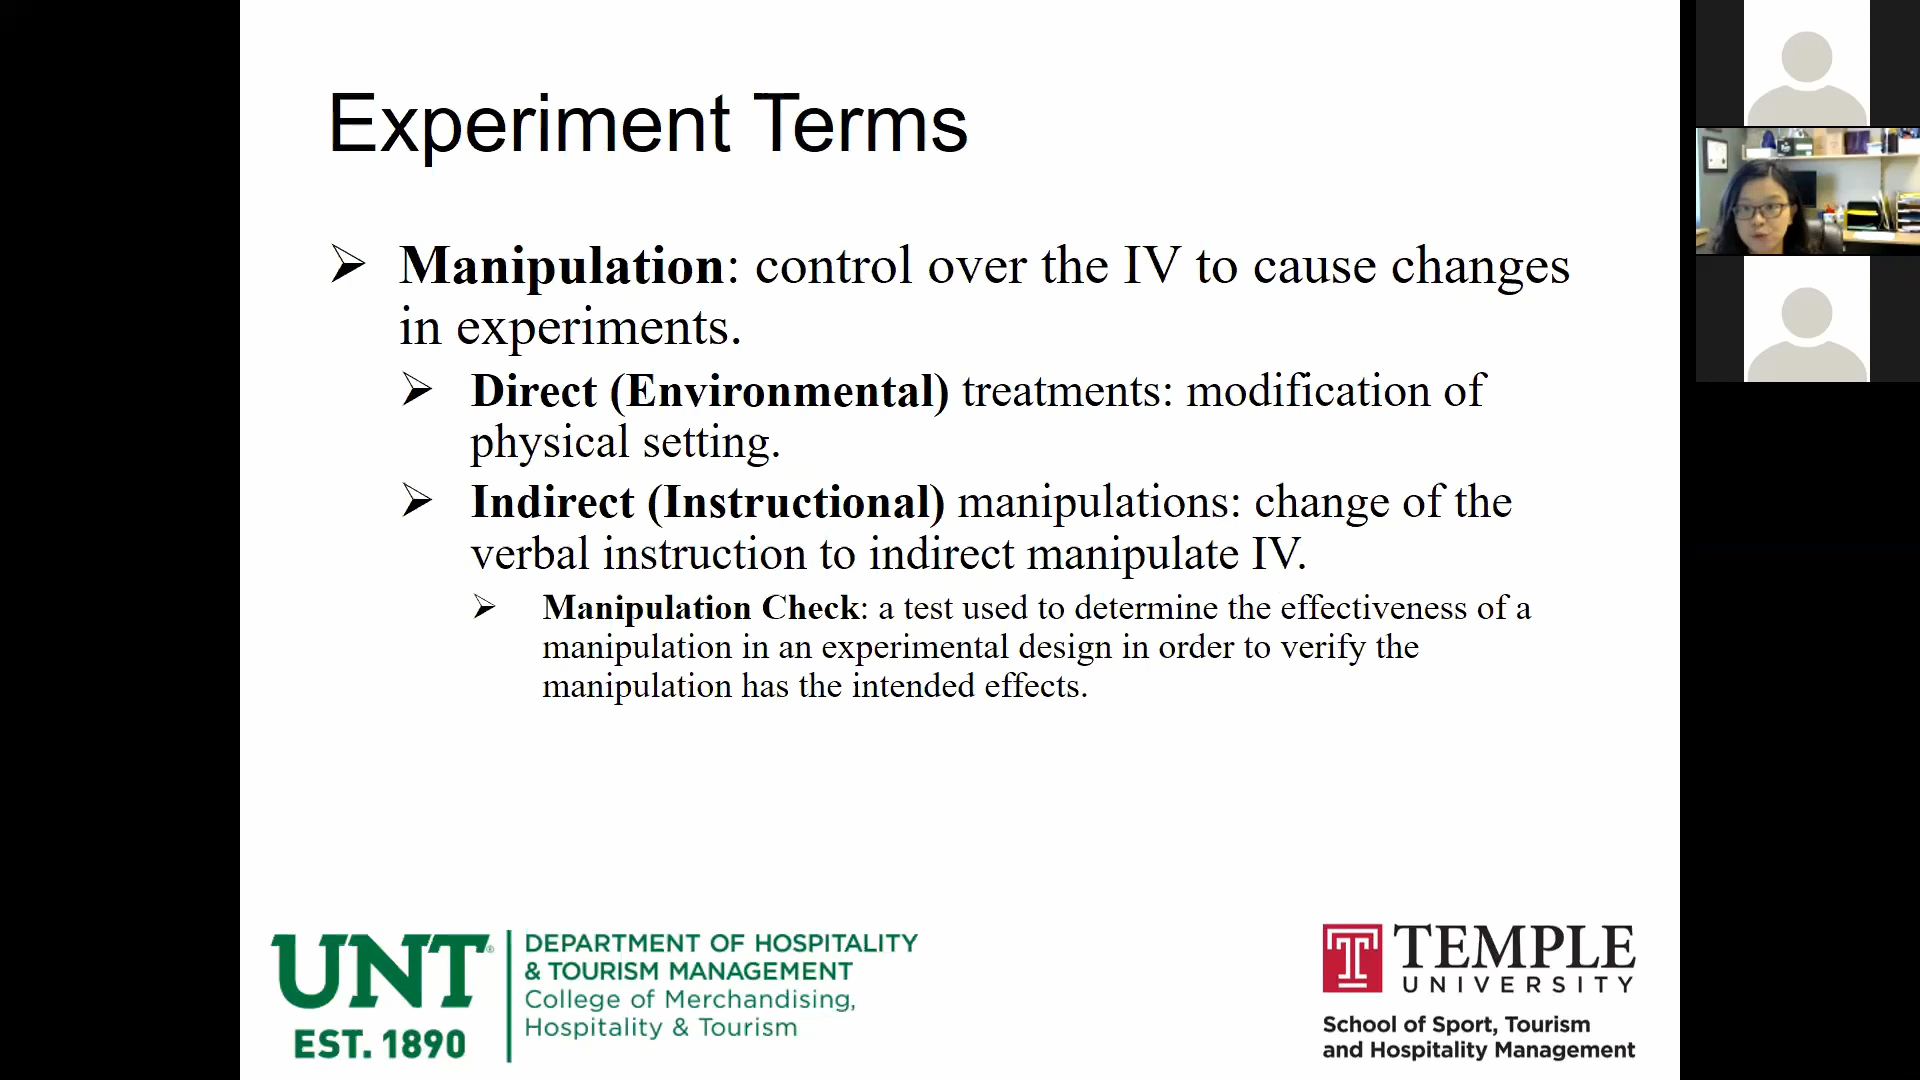 Experiment Terms
➢ Manipulation: control over the IV to cause changes
in experiments.
➢ Direct (Environmental) treatments: modification of
physical setting.
➢ Indirect (Instructional) manipulations: change of the
verbal instruction to indirect manipulate IV.
➢ Manipulation Check: a test used to determine the effectiveness of a
manipulation in an experimental design in order to verify the
manipulation has the intended effects.
UNT®
EST. 1890
DEPARTMENT OF HOSPITALITY
& TOURISM MANAGEMENT
College of Merchandising,
Hospitality & Tourism
TEMPLE
UNIVERSITY
School of Sport, Tourism
and Hospitality Management